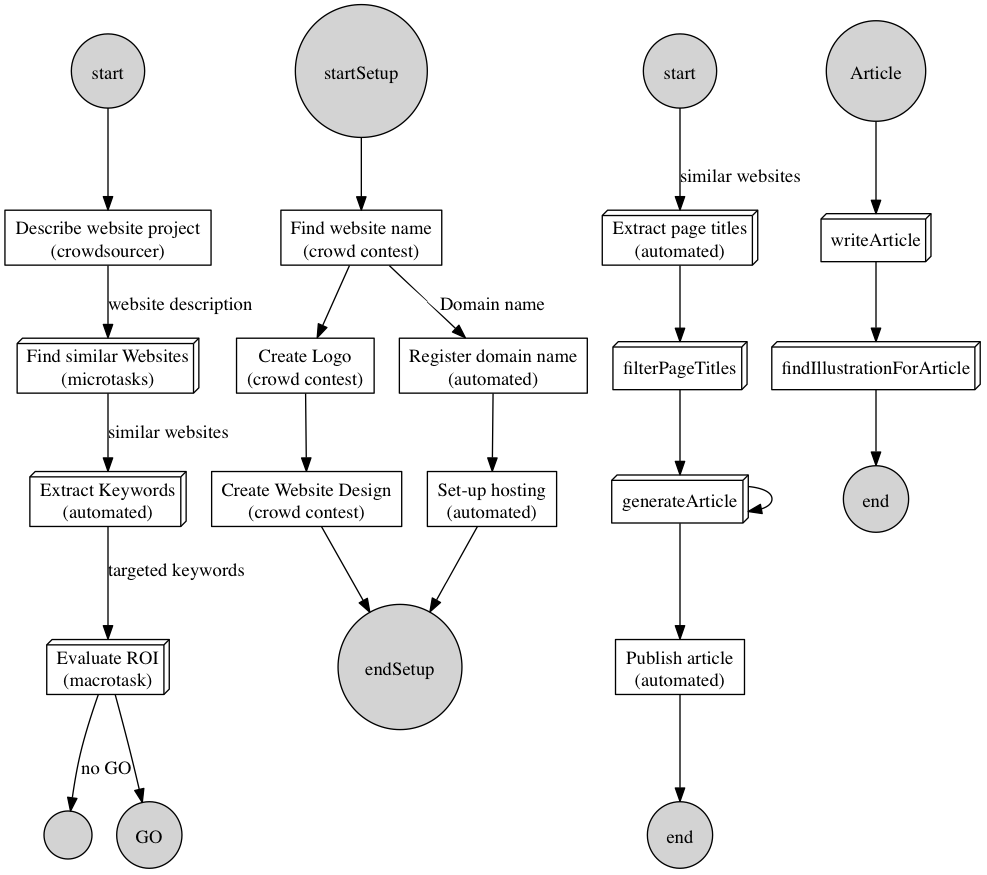 start
Describe website project
(crowdsourcer)
website description
Find similar Websites
(microtasks)
similar websites
Extract Keywords
(automated)
targeted keywords
Evaluate ROI
(macrotask)
no GO
GO
startSetup
Find website name
(crowd contest)
Domain name
Create Logo
(crowd contest)
Register domain name
(automated)
Create Website Design
(crowd contest)
Set-up hosting
(automated)
endSetup
start
similar websites
Extract page titles
(automated)
filterPageTitles
generateArticle
Publish article
(automated)
end
Article
writeArticle
findIllustrationForArticle
end